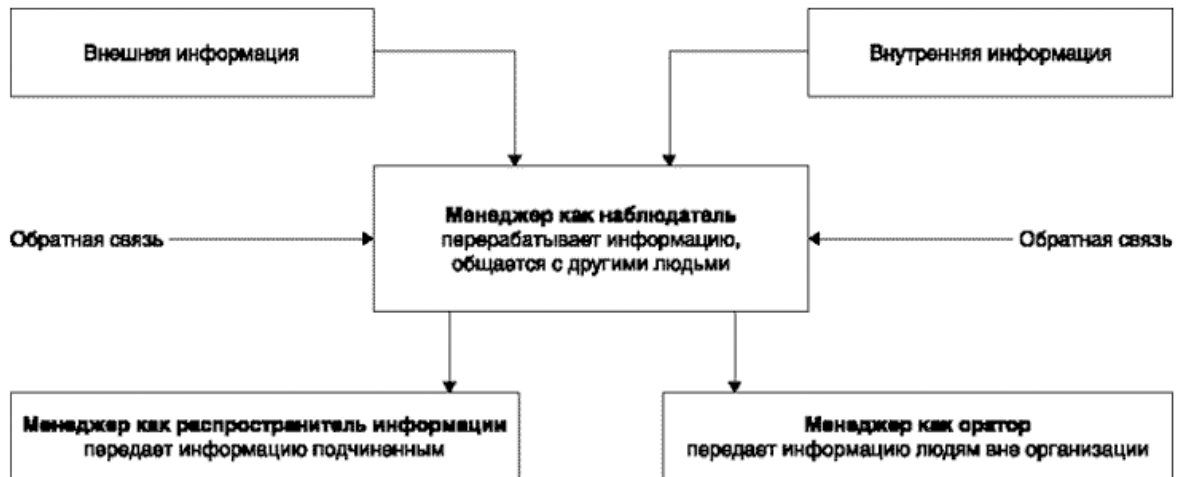 Внешняя информация
Внутренняя информация
Менеджер как наблюдатель
перерабатывает информацию,
общается с другими людьми
Обратная связь
Обратная связь
Менеджер как распространитель информации
передает информацию подчиненным
Менеджер как оратор
передает информацию людям вне организации